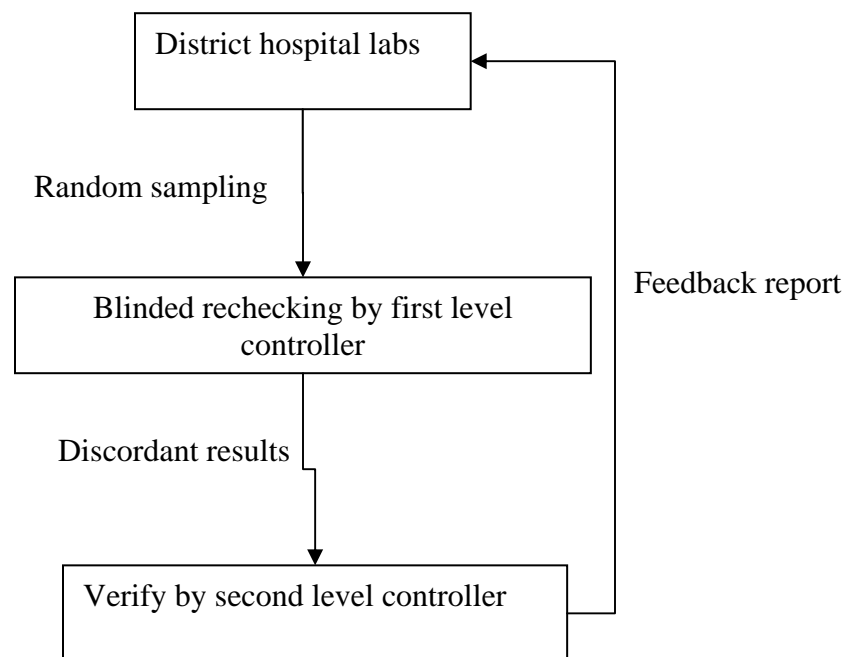 District hospital labs
Random sampling
Feedback report
Blinded rechecking by first level
controller
Discordant results
Verify by second level controller